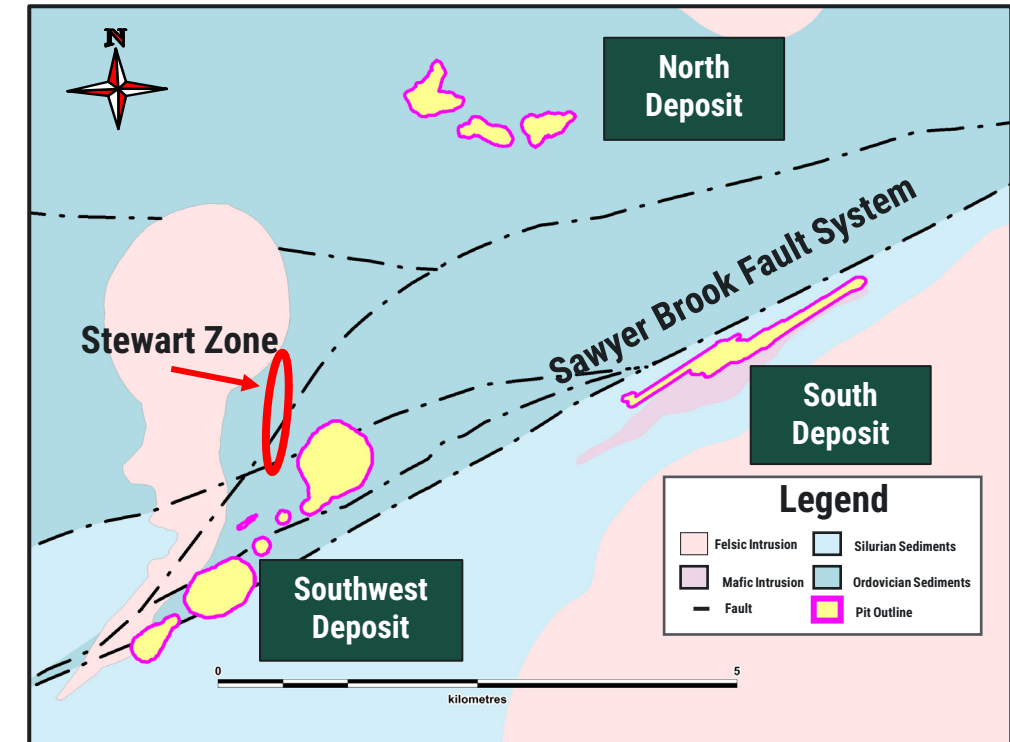 N
North
Deposit
Sawyer Brook Fault System
Stewart Zone
South
Deposit
Legend
Felsic Intrusion
Silurian Sediments
Mafic Intrusion
Ordovician Sediments
Fault
Pit Outline
Southwest
Deposit
0
5
kilometres